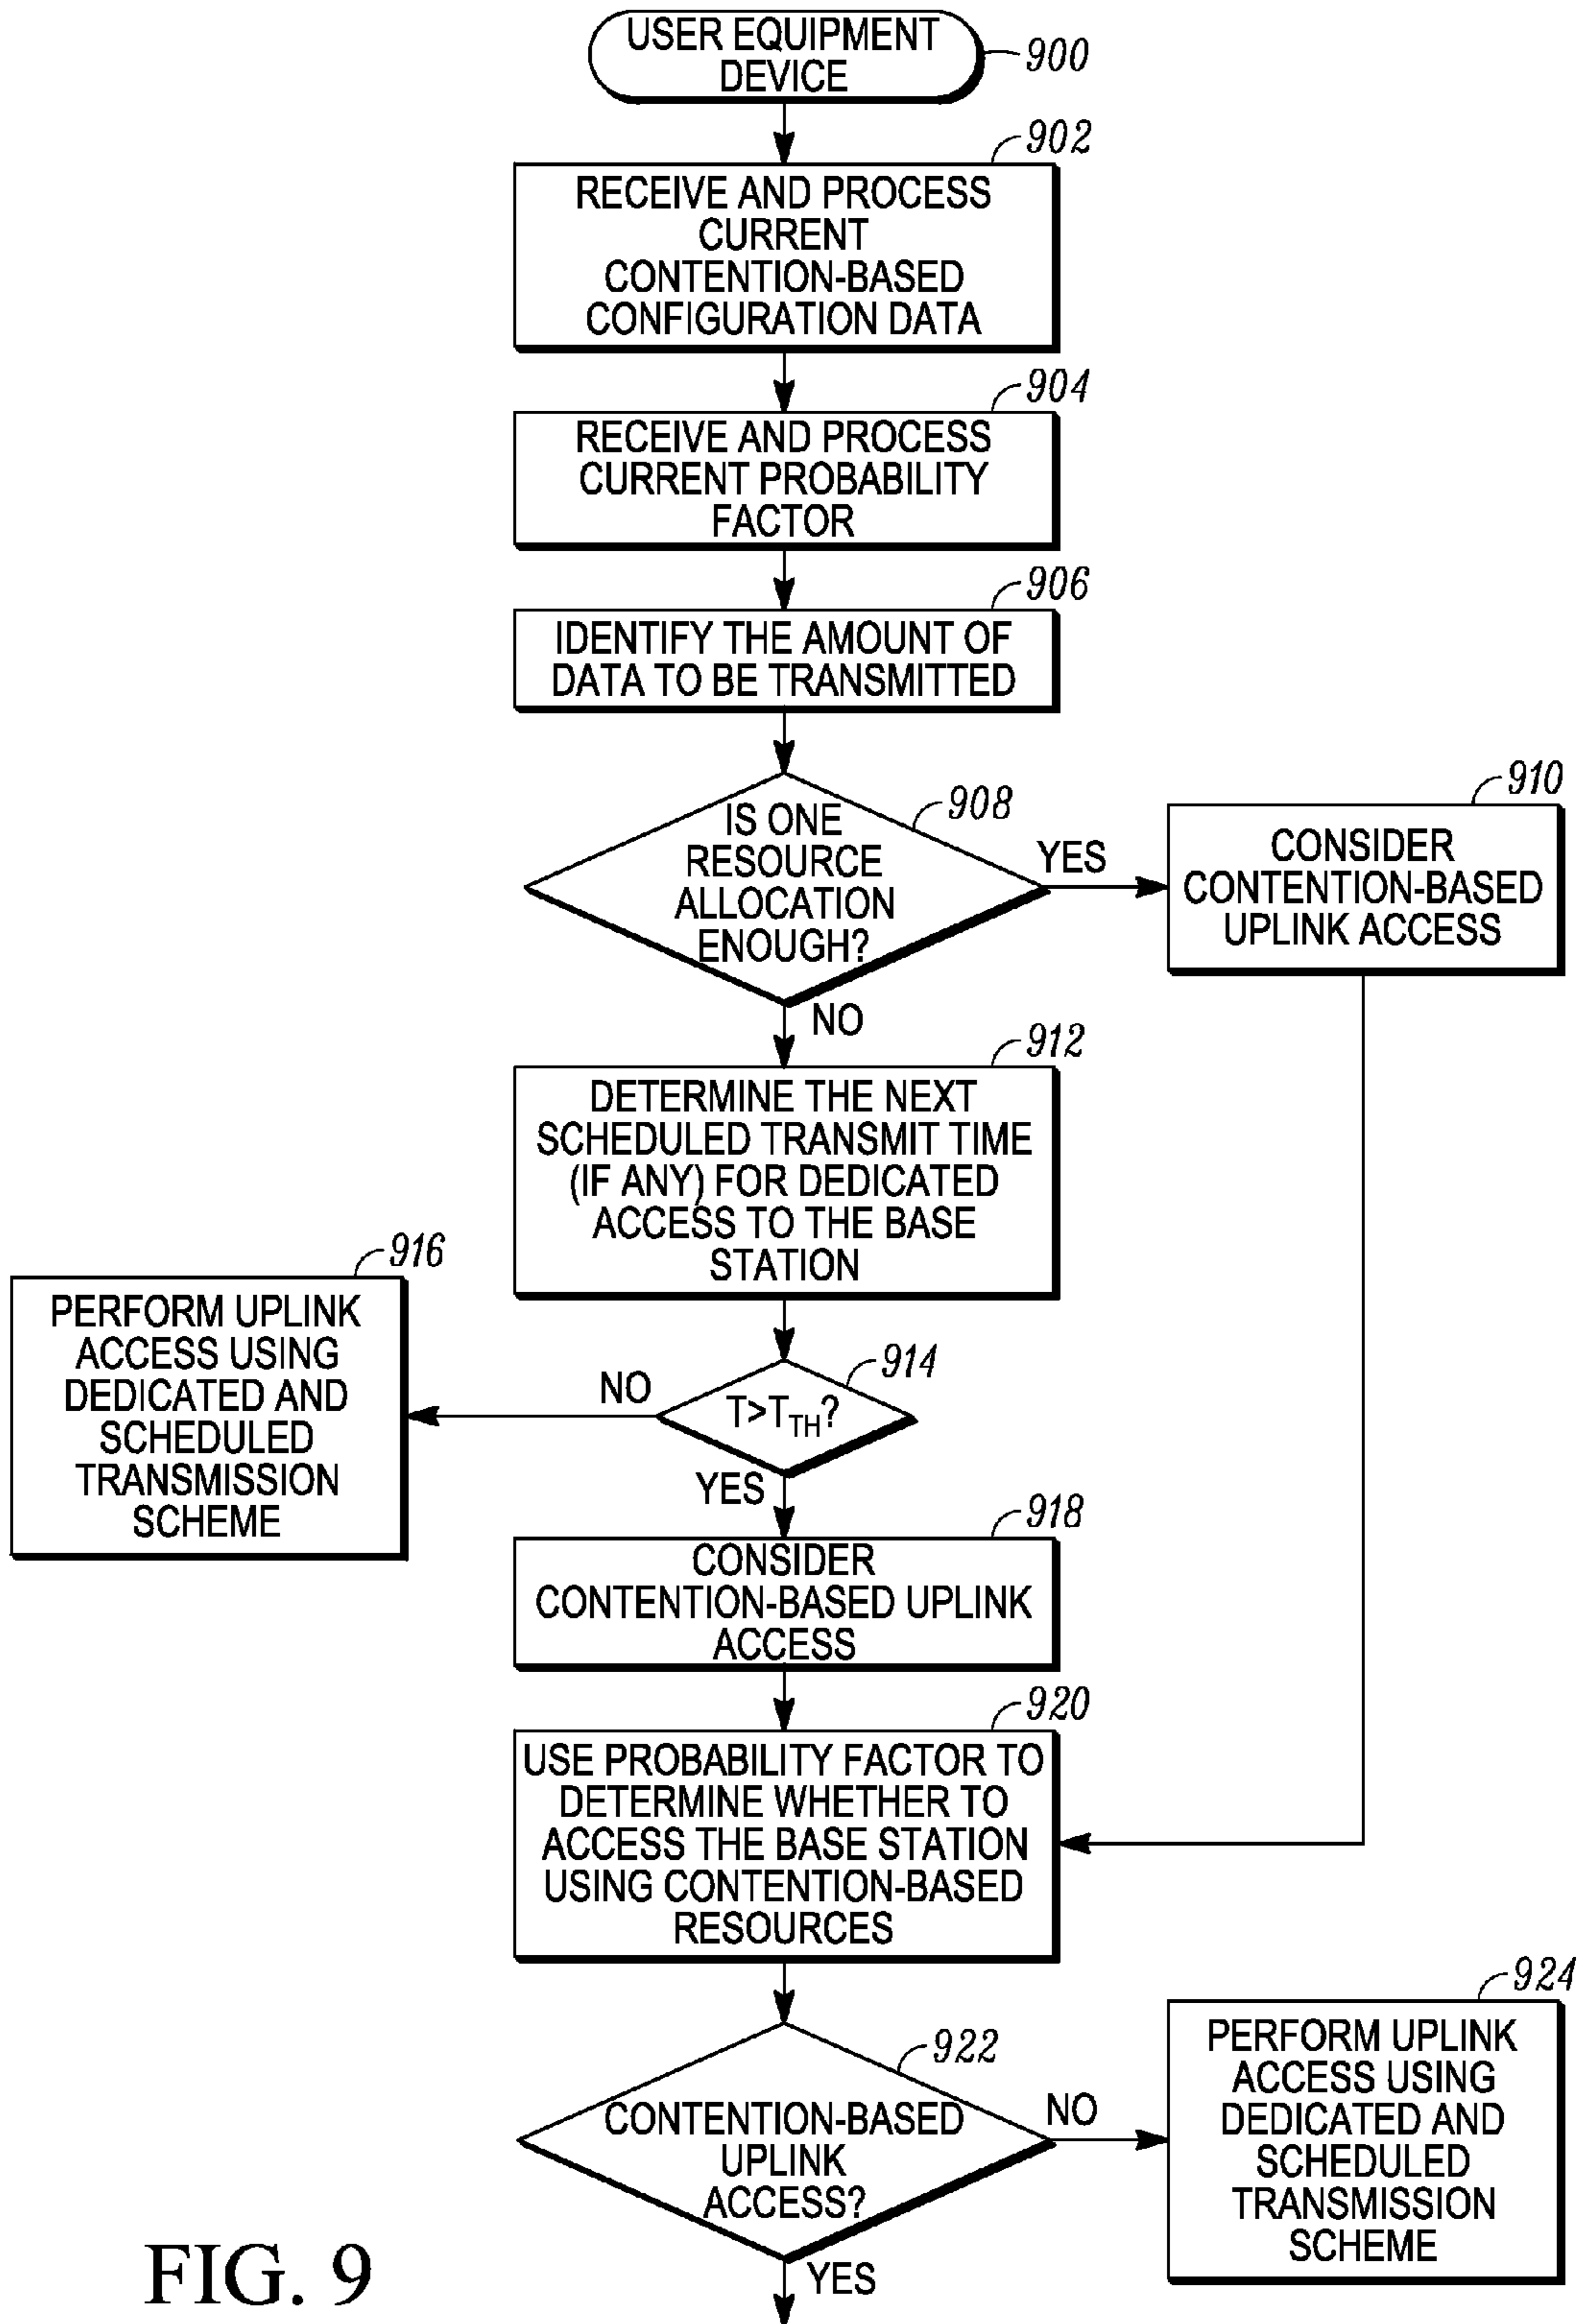 USER EQUIPMENT
DEVICE
900
902
RECEIVE AND PROCESS
CURRENT
CONTENTION-BASED
CONFIGURATION DATA
904
RECEIVE AND PROCESS
CURRENT PROBABILITY
FACTOR
906
IDENTIFY THE AMOUNT OF
DATA TO BE TRANSMITTED
908
IS ONE
RESOURCE
ALLOCATION
ENOUGH?
YES
910
CONSIDER
CONTENTION-BASED
UPLINK ACCESS
NO
912
DETERMINE THE NEXT
SCHEDULED TRANSMIT TIME
(IF ANY) FOR DEDICATED
ACCESS TO THE BASE
STATION
914
T>TTH?
NO
916
PERFORM UPLINK
ACCESS USING
DEDICATED AND
SCHEDULED
TRANSMISSION
SCHEME
YES
918
CONSIDER
CONTENTION-BASED UPLINK
ACCESS
920
USE PROBABILITY FACTOR TO
DETERMINE WHETHER TO
ACCESS THE BASE STATION
USING CONTENTION-BASED
RESOURCES
922
CONTENTION-BASED
UPLINK
ACCESS?
NO
924
PERFORM UPLINK
ACCESS USING
DEDICATED AND
SCHEDULED
TRANSMISSION
SCHEME
YES
FIG. 9